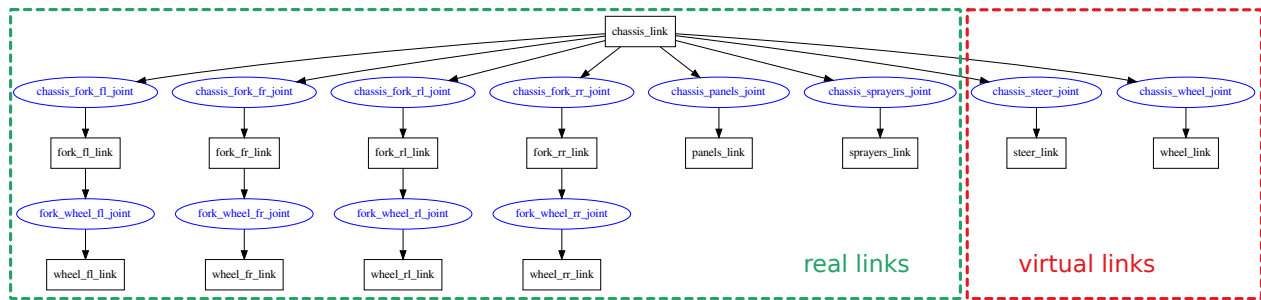 chassis_link
chassis_fork_fl_joint
chassis_fork_fr_joint
chassis_fork_rl_joint
chassis_fork_rr_joint
chassis_panels_joint
chassis_sprayers_joint
chassis_steer_joint
chassis_wheel_joint
fork_fl_link
fork_fr_link
fork_rl_link
fork_rr_link
panels_link
sprayers_link
steer_link
wheel_link
fork_wheel_fl_joint
fork_wheel_fr_joint
fork_wheel_rl_joint
fork_wheel_rr_joint
wheel_fl_link
wheel_fr_link
wheel_rl_link
wheel_rr_link
real links
virtual links